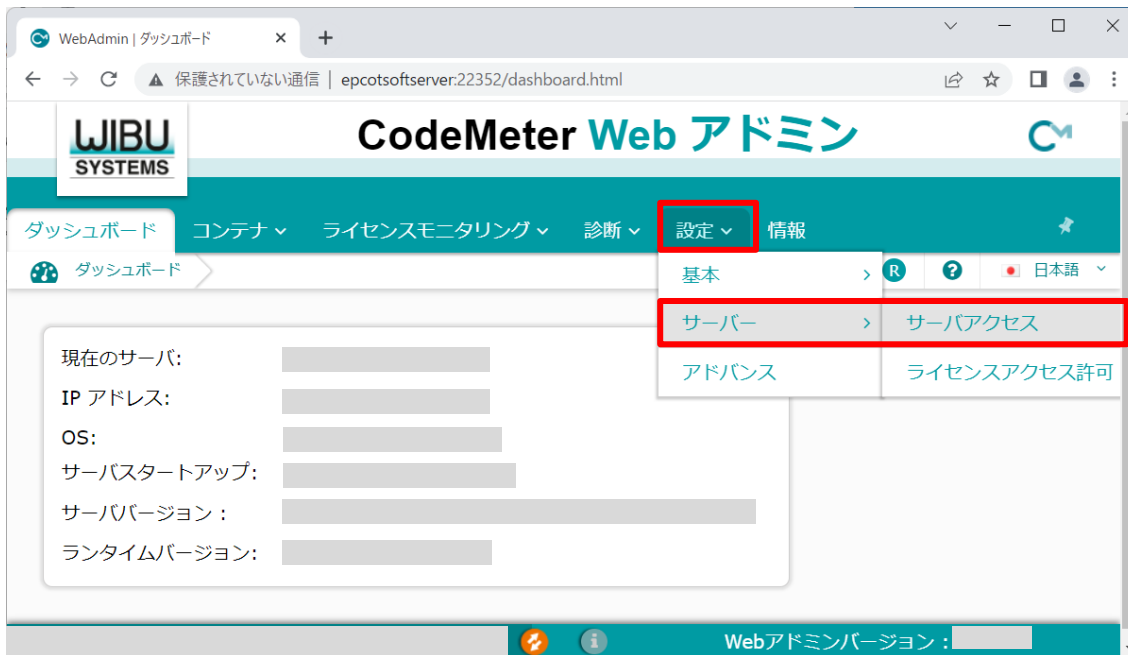 WebAdmin | ダッシュボード
保護されていない通信 | epcotsoftserver:22352/dashboard.html
WIBU
SYSTEMS
CodeMeter Web アドミン
CM
ダッシュボード コンテナ ライセンスモニタリング 診断 設定 情報
ダッシュボード
R ? 日本語
基本
サーバー
サーバアクセス
アドバンス
ライセンスアクセス許可
現在のサーバ:
IP アドレス:
OS:
サーバスタートアップ:
サーババージョン :
ランタイムバージョン:
Webアドミンバージョン :